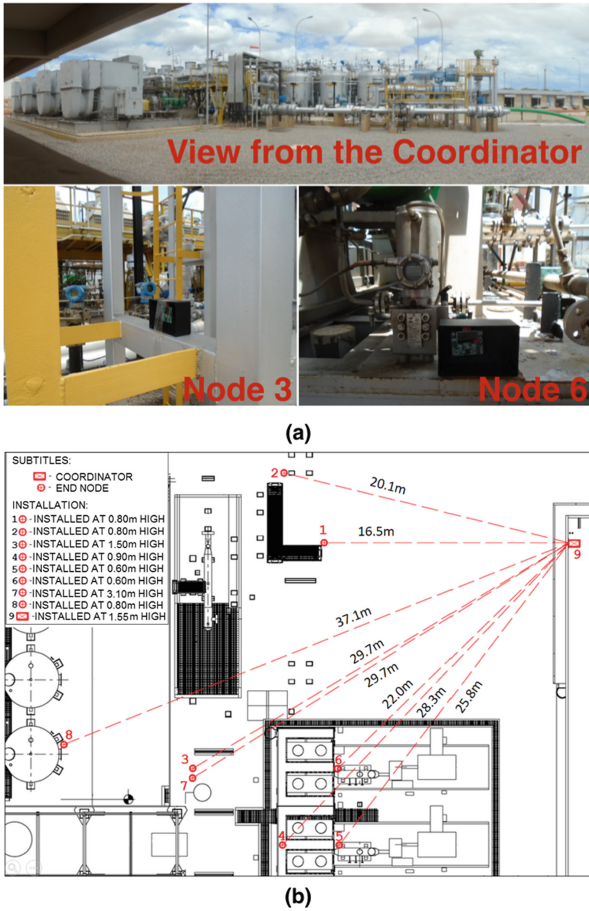 View from the Coordinator
Node 3
Node 6
(a)
SUBTITLES:
- COORDINATOR
- END NODE
INSTALLATION:
1 - INSTALLED AT 0.80m HIGH
2 - INSTALLED AT 0.80m HIGH
3 - INSTALLED AT 1.50m HIGH
4 - INSTALLED AT 0.90m HIGH
5 - INSTALLED AT 0.60m HIGH
6 - INSTALLED AT 0.60m HIGH
7 - INSTALLED AT 3.10m HIGH
8 - INSTALLED AT 0.80m HIGH
9 - INSTALLED AT 1.55m HIGH
2
20.1m
1
16.5m
9
37.1m
29.7m
29.7m
22.0m
28.3m
25.8m
8
3
7
6
4
5
(b)